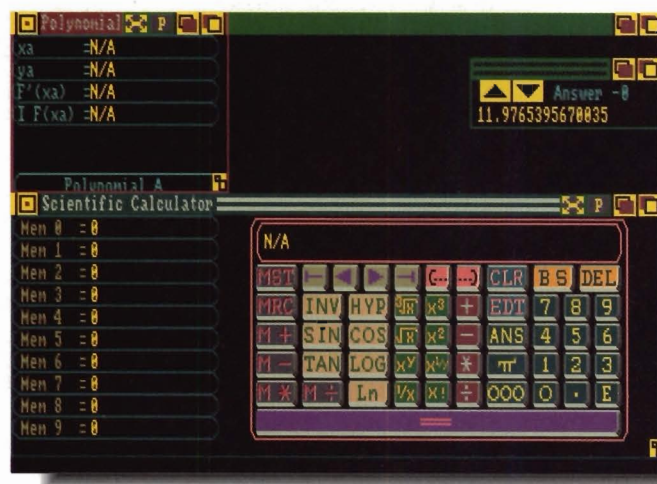 Polynomial P
xa =N/A
ya =N/A
F'(xa) =N/A
I F(xa) =N/A
Polynomial A
Answer -0
11.9765395670035
Scientific Calculator P
Mem 0 =0
Mem 1 =0
Mem 2 =0
Mem 3 =0
Mem 4 =0
Mem 5 =0
Mem 6 =0
Mem 7 =0
Mem 8 =0
Mem 9 =0
N/A
MST (... ...) CLR BS DEL
MRC INV HYP ∛x x³ + EDT 7 8 9
M+ SIN COS √x x² - ANS 4 5 6
M- TAN LOG xʸ x¹/ʸ * π 1 2 3
M* M÷ Ln 1/x x! ÷ 000 0 . E
=